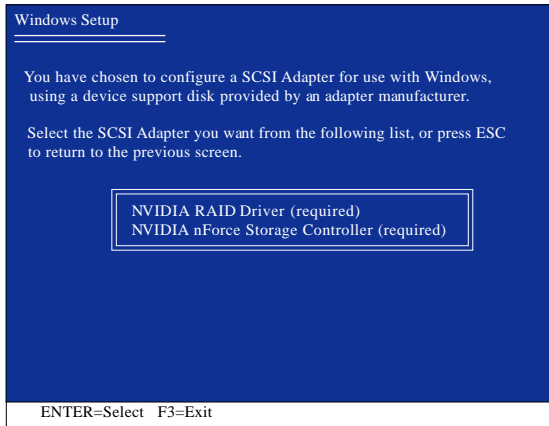 Windows Setup
You have chosen to configure a SCSI Adapter for use with Windows,
using a device support disk provided by an adapter manufacturer.
Select the SCSI Adapter you want from the following list, or press ESC
to return to the previous screen.
NVIDIA RAID Driver (required)
NVIDIA nForce Storage Controller (required)
ENTER=Select F3=Exit